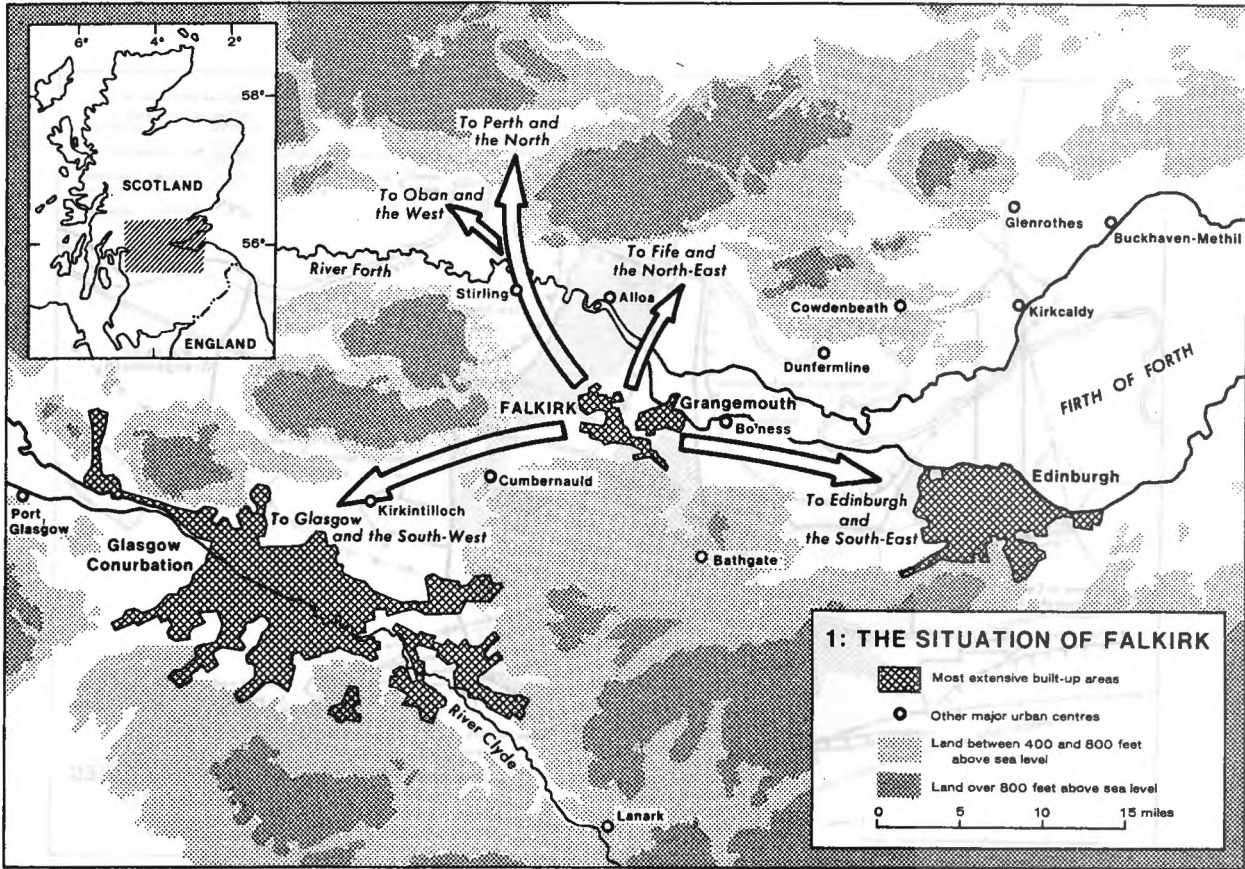 6°
4°
2°
58°
56°
SCOTLAND
ENGLAND
To Perth and
the North
To Oban and
the West
To Fife and
the North-East
River Forth
Stirling
Alloa
Glenrothes
Buckhaven-Methil
Cowdenbeath
Kirkcaldy
Dunfermline
FIRTH OF FORTH
FALKIRK
Grangemouth
Bo'ness
Edinburgh
Cumbernauld
Kirkintilloch
To Glasgow
and the South-West
To Edinburgh
and
the South-East
Port
Glasgow
Glasgow
Conurbation
Bathgate
River Clyde
Lanark
1: THE SITUATION OF FALKIRK
Most extensive built-up areas
Other major urban centres
Land between 400 and 800 feet
above sea level
Land over 800 feet above sea level
0 5 10 15 miles